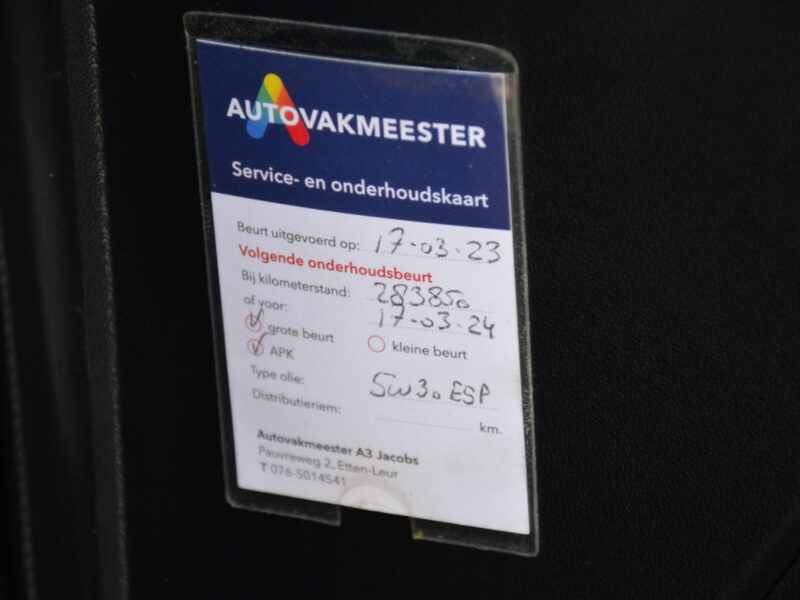 AUTOVAKMEESTER
Service- en onderhoudskaart
Beurt uitgevoerd op: 17-03-23
Volgende onderhoudsbeurt
Bij kilometerstand: 283850
of voor: 17-03-24
grote beurt kleine beurt
APK
Type olie: 5W30 ESP
Distributieriem: km.
Autovakmeester A3 Jacobs
Pauvreweg 2, Etten-Leur
T 076-5014541